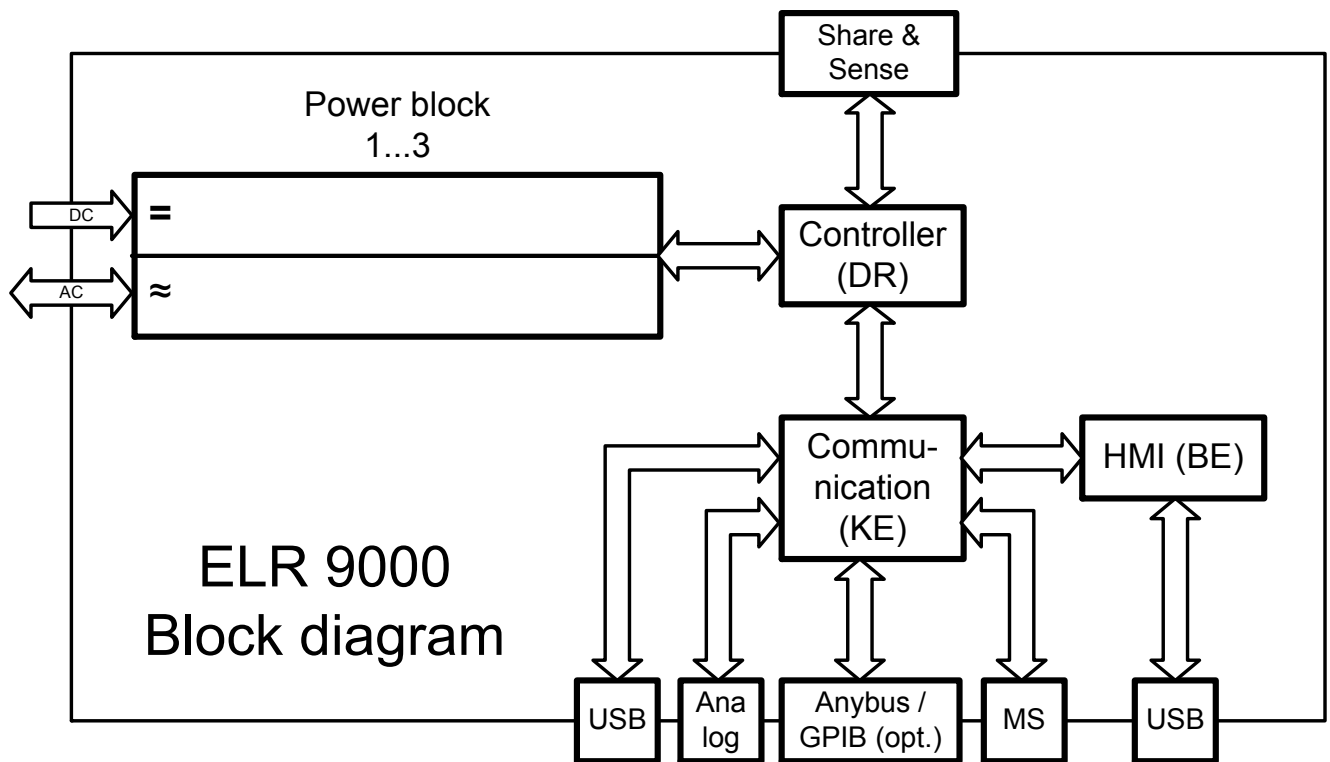 Share &
Sense
Power block
1...3
DC
=
AC
≈
Controller
(DR)
Commu-
nication
(KE)
HMI (BE)
ELR 9000
Block diagram
USB
Ana
log
Anybus /
GPIB (opt.)
MS
USB